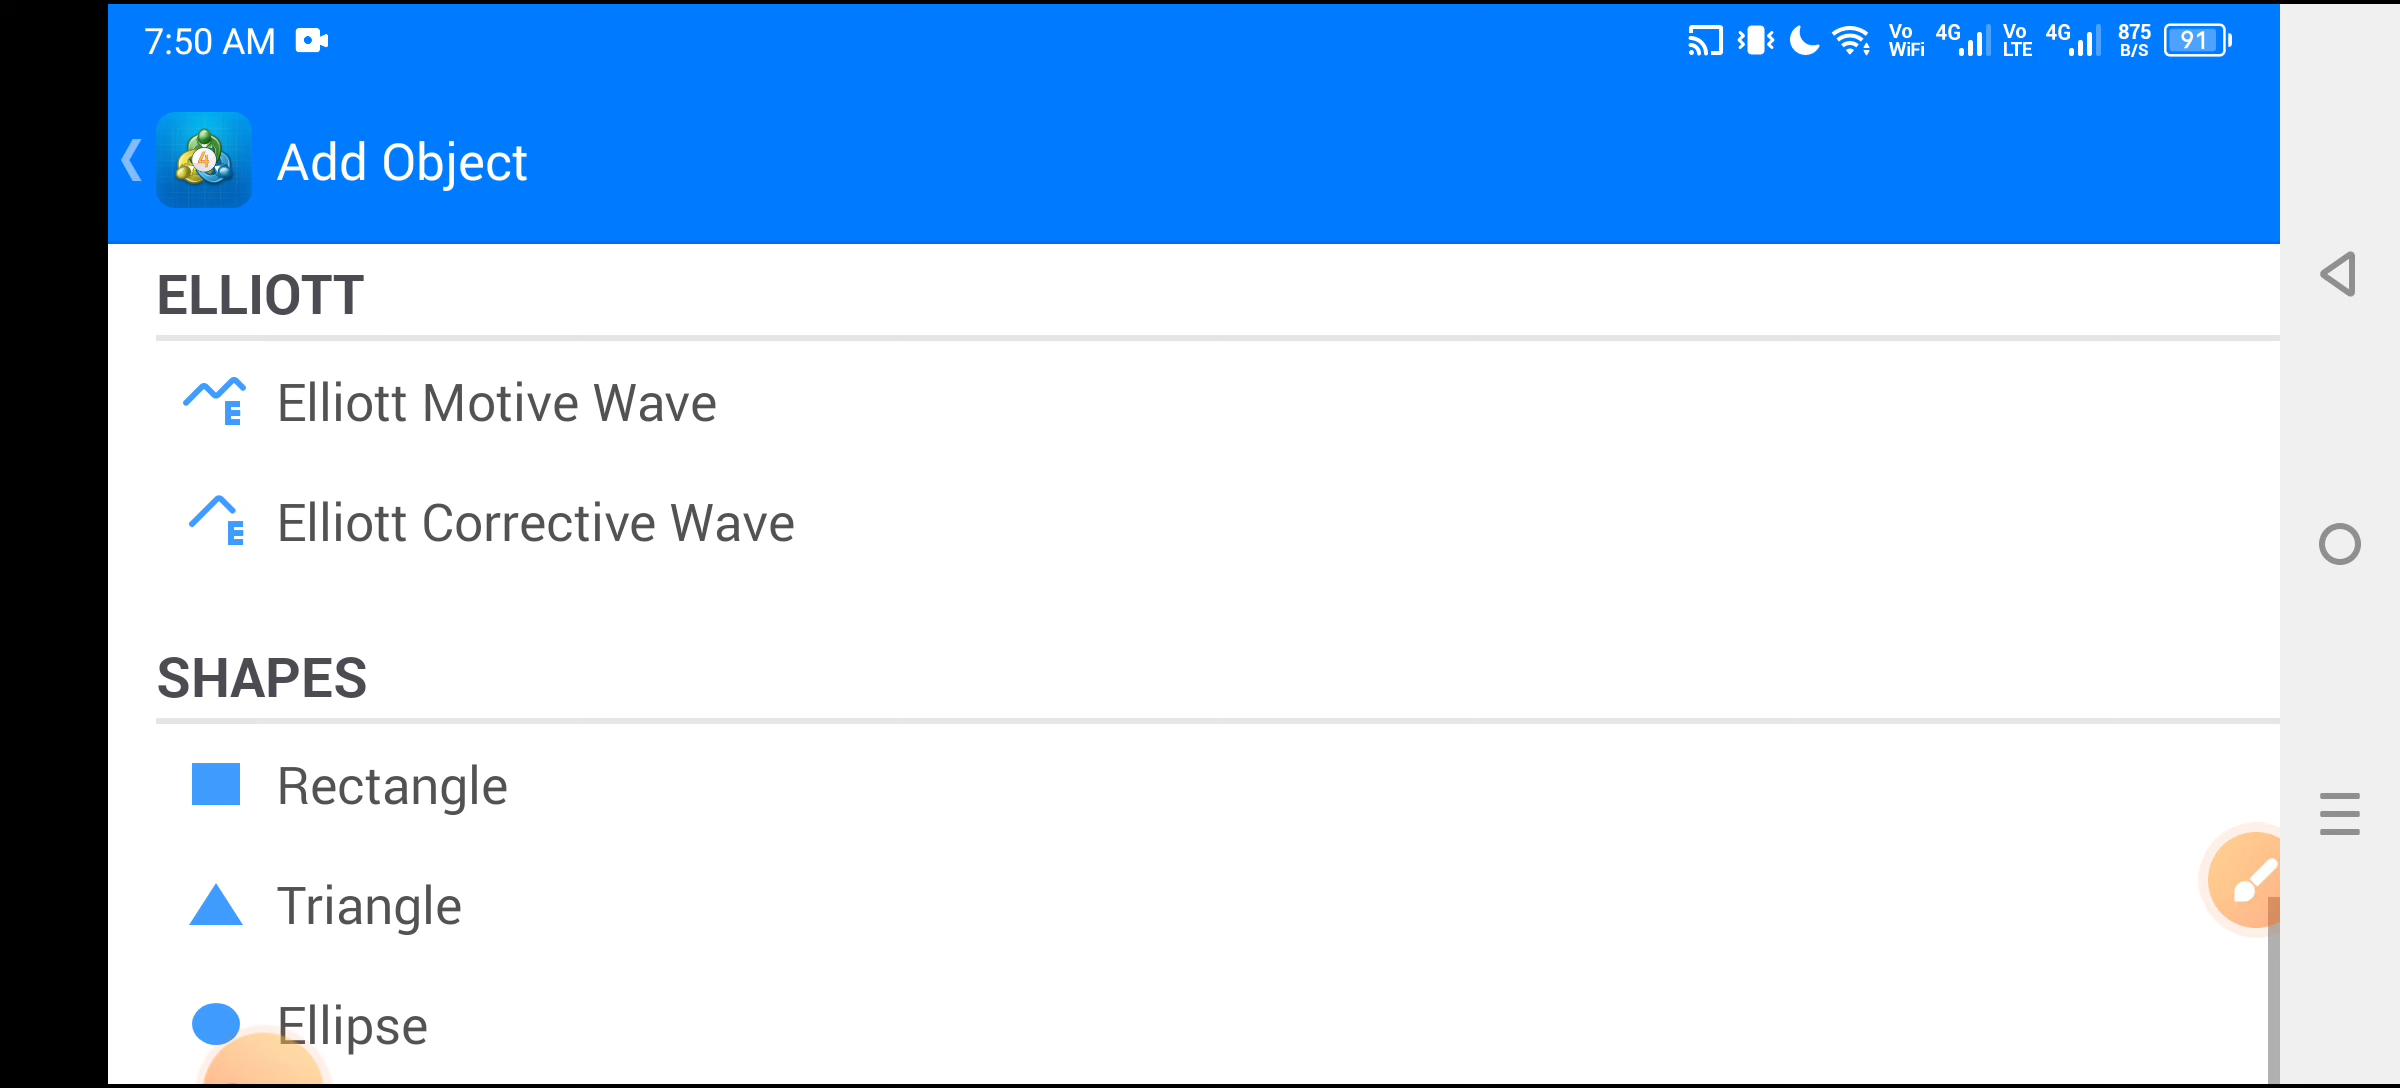 7:50 AM Vo WiFi 4G Vo LTE 4G 875 B/S 91
4 Add Object
ELLIOTT
E Elliott Motive Wave
E Elliott Corrective Wave
SHAPES
Rectangle
Triangle
Ellipse